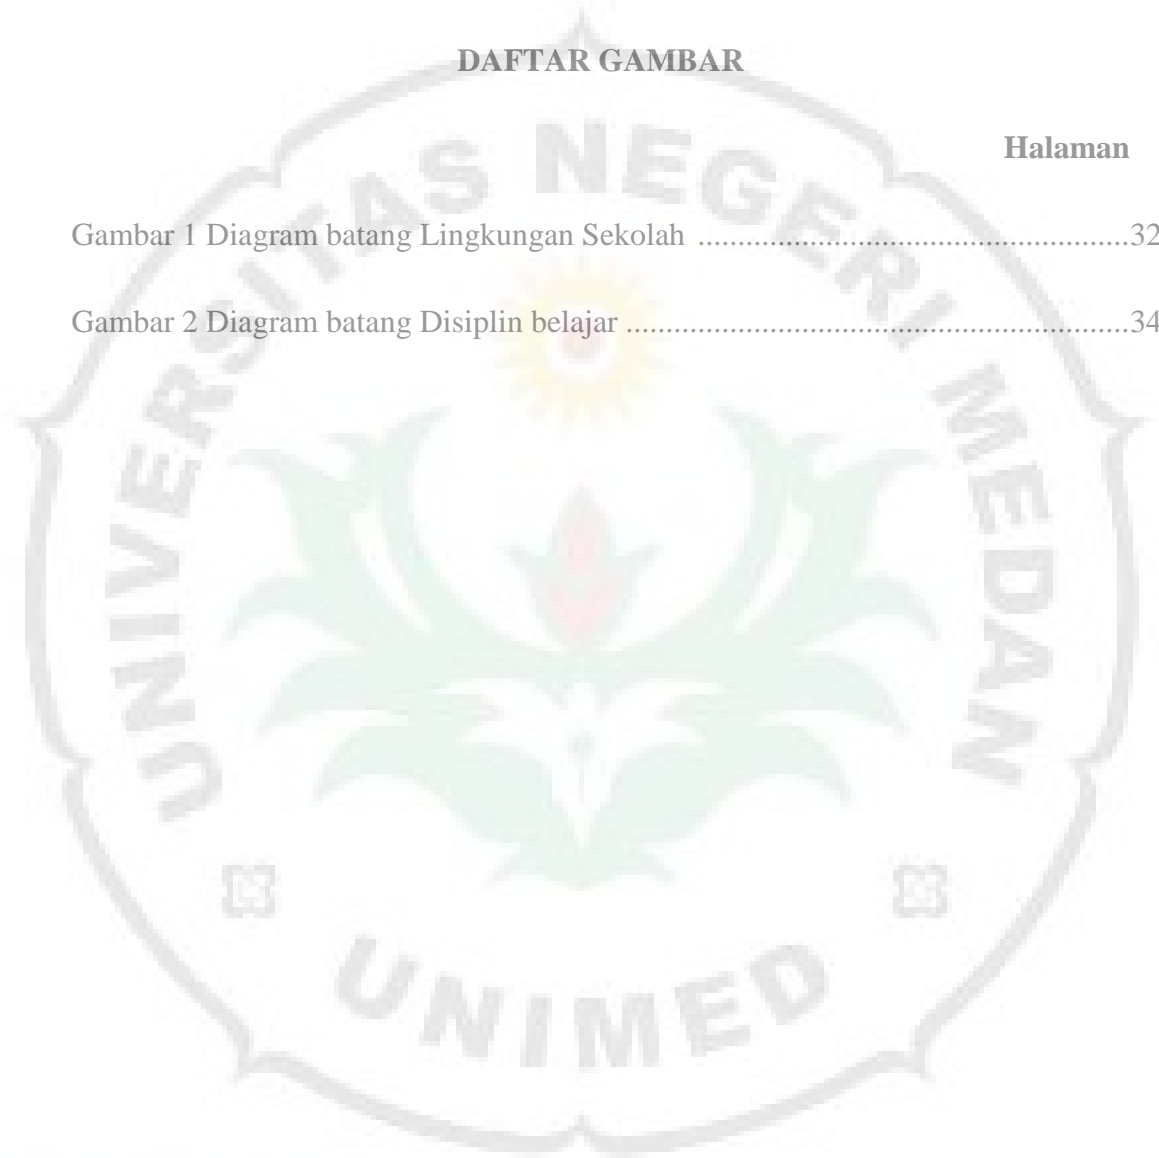 DAFTAR GAMBAR
Halaman
Gambar 1 Diagram batang Lingkungan Sekolah ....................................................32
Gambar 2 Diagram batang Disiplin belajar .............................................................34
UNIVERSITAS NEGERI MEDAN
UNIMED